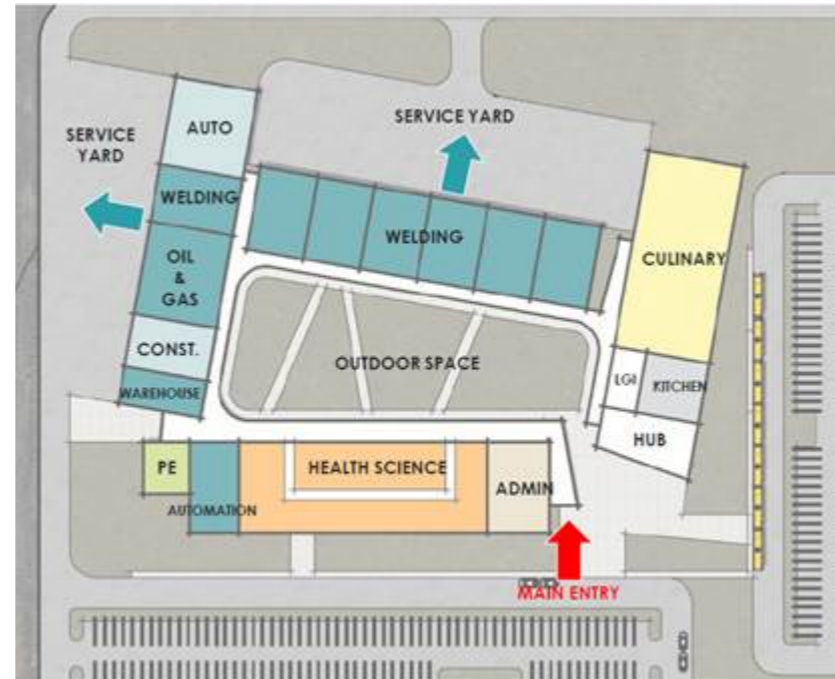 SERVICE YARD
AUTO
SERVICE
YARD
WELDING
WELDING
CULINARY
OIL
&
GAS
CONST.
OUTDOOR SPACE
WAREHOUSE
LGI
KITCHEN
HUB
PE
HEALTH SCIENCE
ADMIN
AUTOMATION
MAIN ENTRY